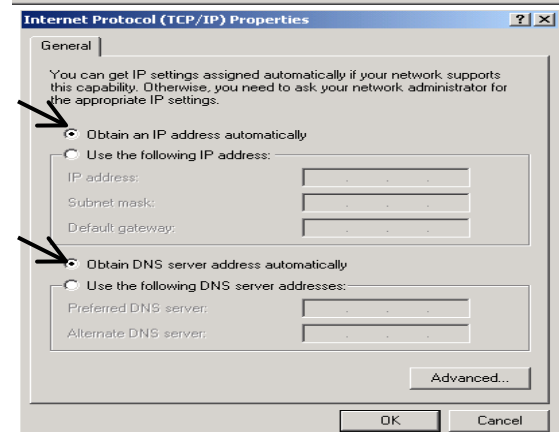 Internet Protocol (TCP/IP) Properties
General
You can get IP settings assigned automatically if your network supports
this capability. Otherwise, you need to ask your network administrator for
the appropriate IP settings.
Obtain an IP address automatically
Use the following IP address:
IP address:
Subnet mask:
Default gateway:
Obtain DNS server address automatically
Use the following DNS server addresses:
Preferred DNS server:
Alternate DNS server:
Advanced...
OK Cancel